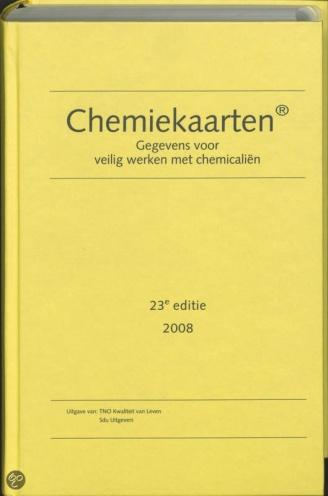 Chemiekaarten®
Gegevens voor
veilig werken met chemicaliën
23e editie
2008
Uitgave van: TNO Kwaliteit van Leven
Sdu Uitgevers